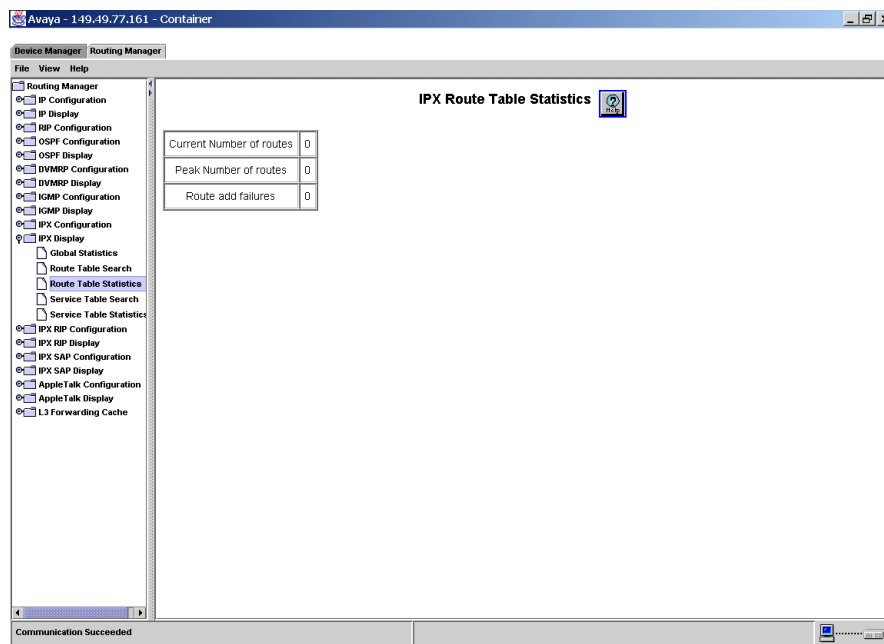 Avaya - 149.49.77.161 - Container
Device Manager
Routing Manager
File View Help
Routing Manager
IP Configuration
IP Display
RIP Configuration
OSPF Configuration
OSPF Display
DVMRP Configuration
DVMRP Display
IGMP Configuration
IGMP Display
IPX Configuration
IPX Display
Global Statistics
Route Table Search
Route Table Statistics
Service Table Search
Service Table Statistics
IPX RIP Configuration
IPX RIP Display
IPX SAP Configuration
IPX SAP Display
AppleTalk Configuration
AppleTalk Display
L3 Forwarding Cache
IPX Route Table Statistics
Help
Current Number of routes 0
Peak Number of routes 0
Route add failures 0
Communication Succeeded